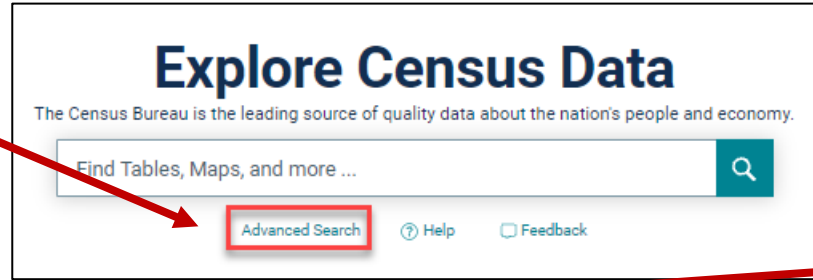 Explore Census Data
The Census Bureau is the leading source of quality data about the nation's people and economy.
Find Tables, Maps, and more ...
Advanced Search Help Feedback